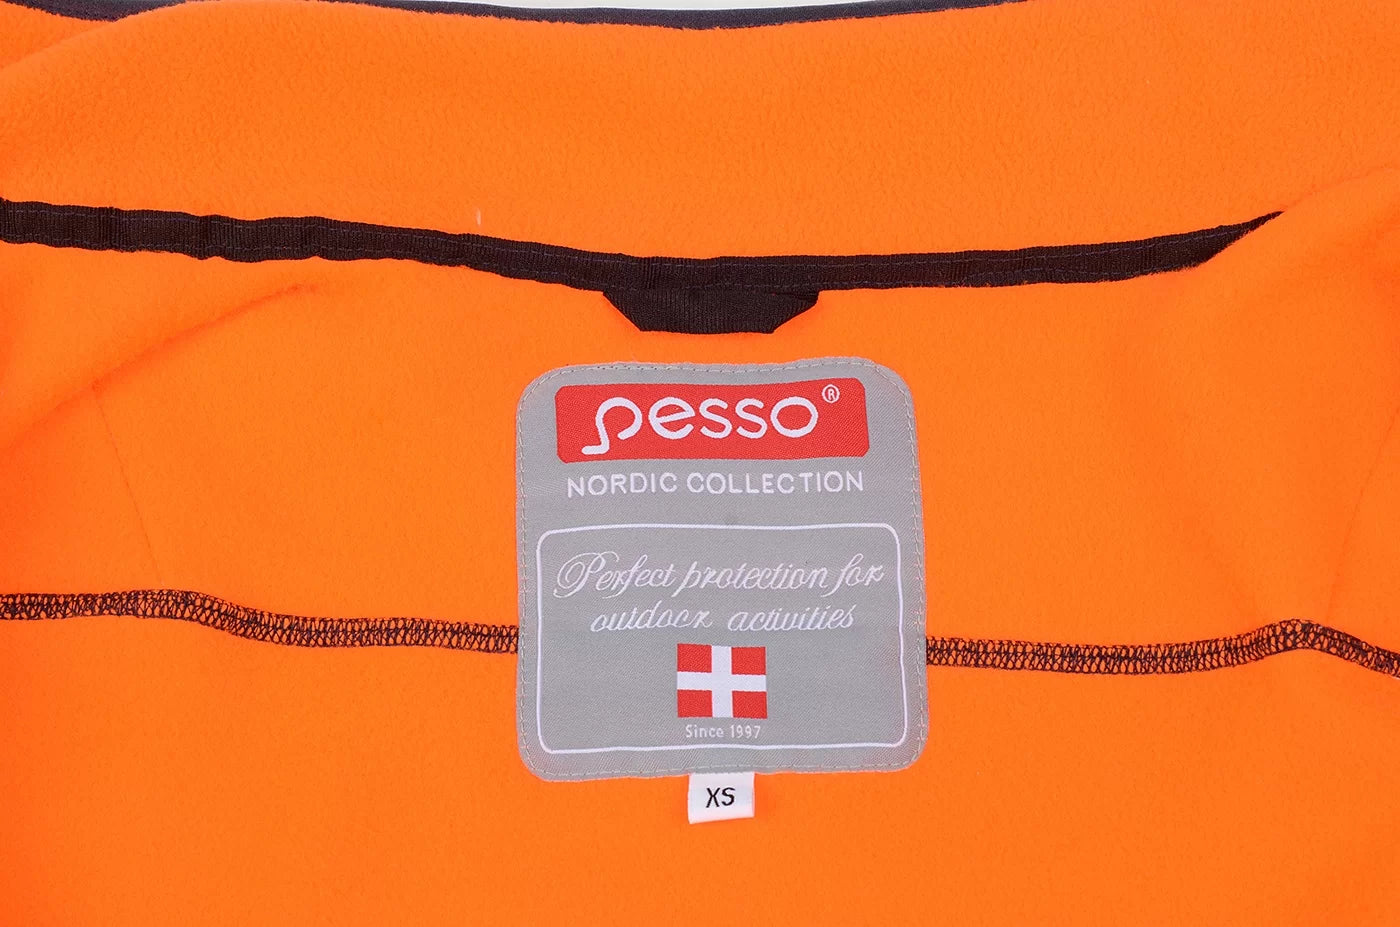 pesso®
NORDIC COLLECTION
Perfect protection for
outdoor activities
Since 1997
XS